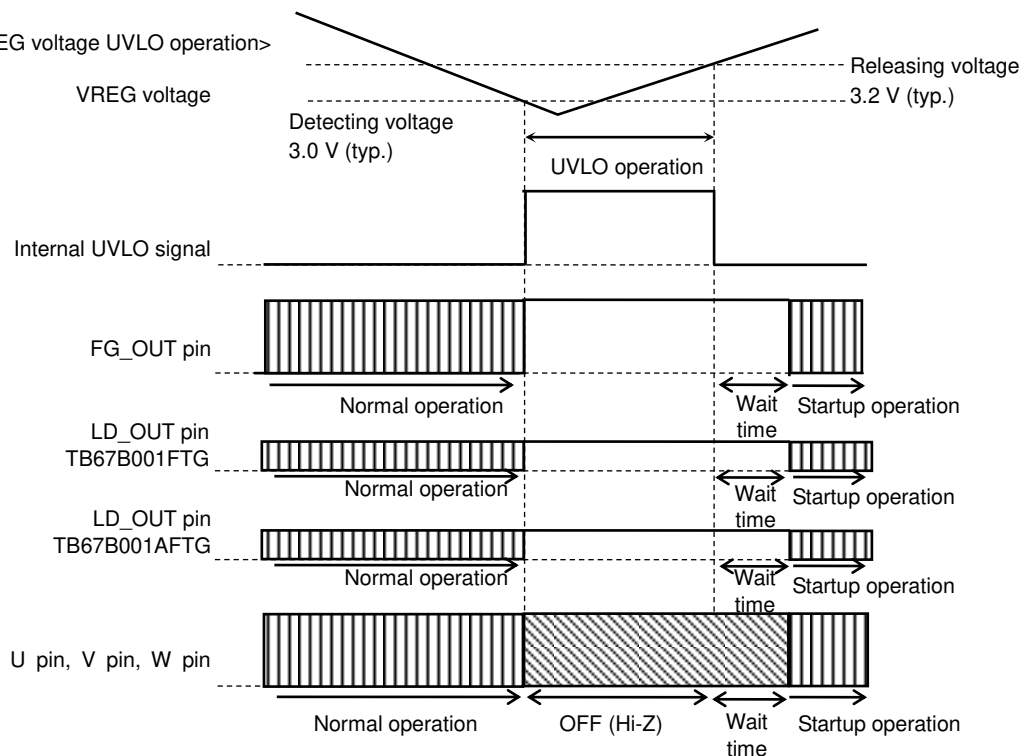 EG voltage UVLO operation>
Releasing voltage
3.2 V (typ.)
VREG voltage
Detecting voltage
3.0 V (typ.)
UVLO operation
Internal UVLO signal
FG_OUT pin
Normal operation
Wait
time
Startup operation
LD_OUT pin
TB67B001FTG
Normal operation
Wait
time
Startup operation
LD_OUT pin
TB67B001AFTG
Normal operation
Wait
time
Startup operation
U pin, V pin, W pin
Normal operation
OFF (Hi-Z)
Wait
time
Startup operation